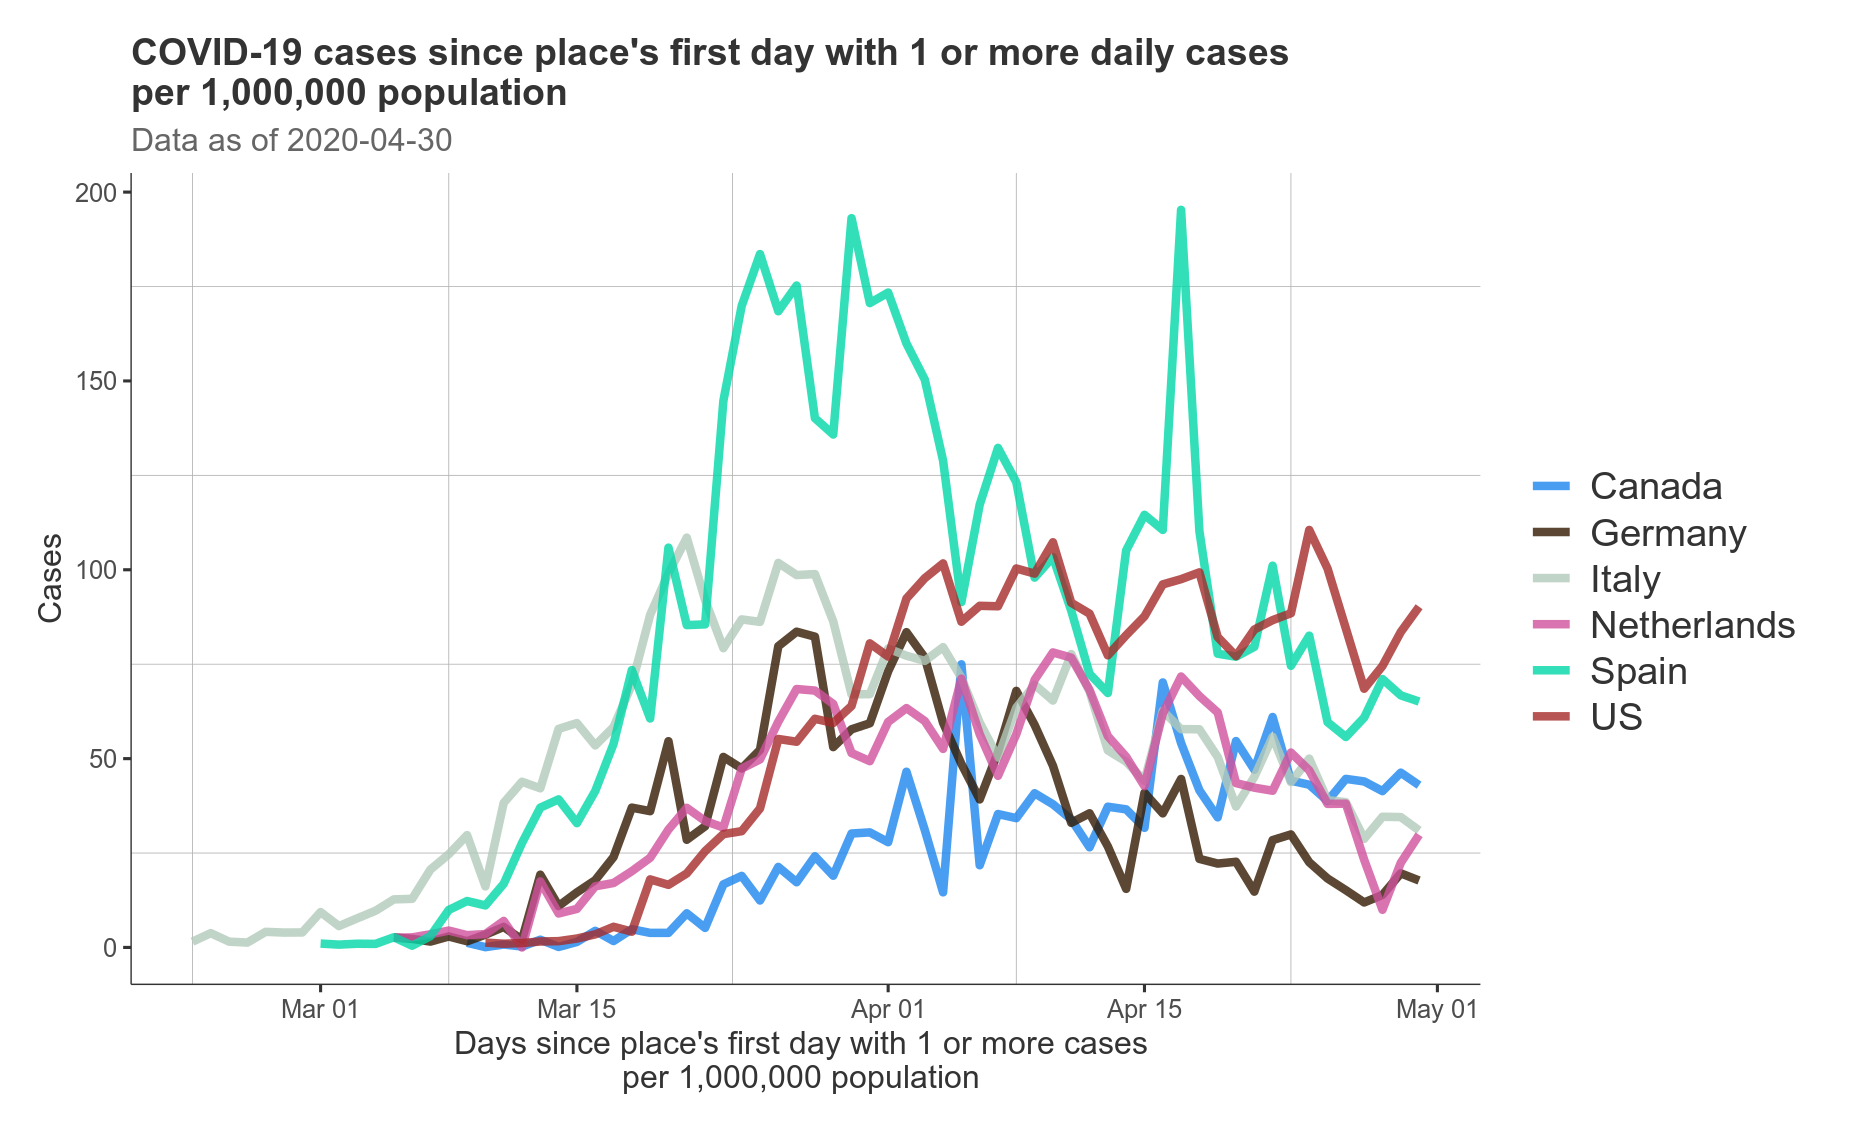 COVID-19 cases since place's first day with 1 or more daily cases
per 1,000,000 population
Data as of 2020-04-30
200
150
100
50
0
Cases
Mar 01
Mar 15
Apr 01
Apr 15
May 01
Days since place's first day with 1 or more cases
per 1,000,000 population
Canada
Germany
Italy
Netherlands
Spain
US